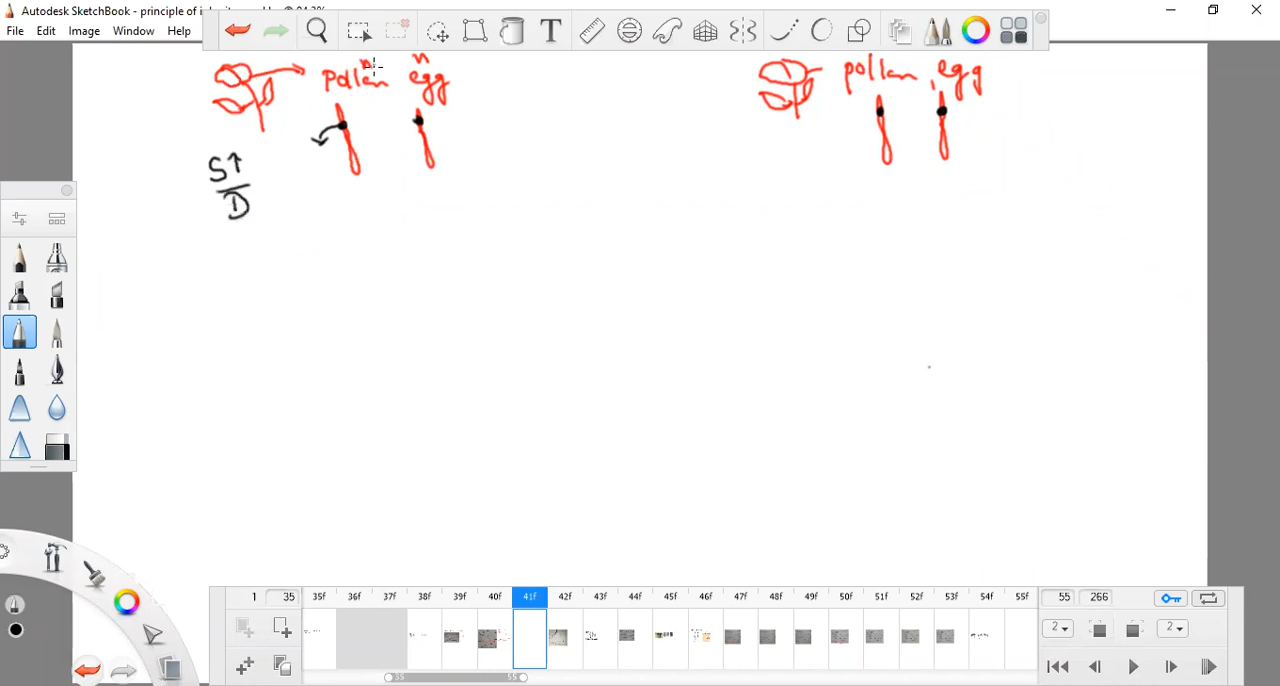 Autodesk SketchBook - principle of i
File Edit Image Window Help
n n
pollen egg pollen , egg
S↑
D
1 35 35f 36f 37f 38f 39f 40f 41f 42f 43f 44f 45f 46f 47f 48f 49f 50f 51f 52f 53f 54f 55f 55 266
2 2
35 55